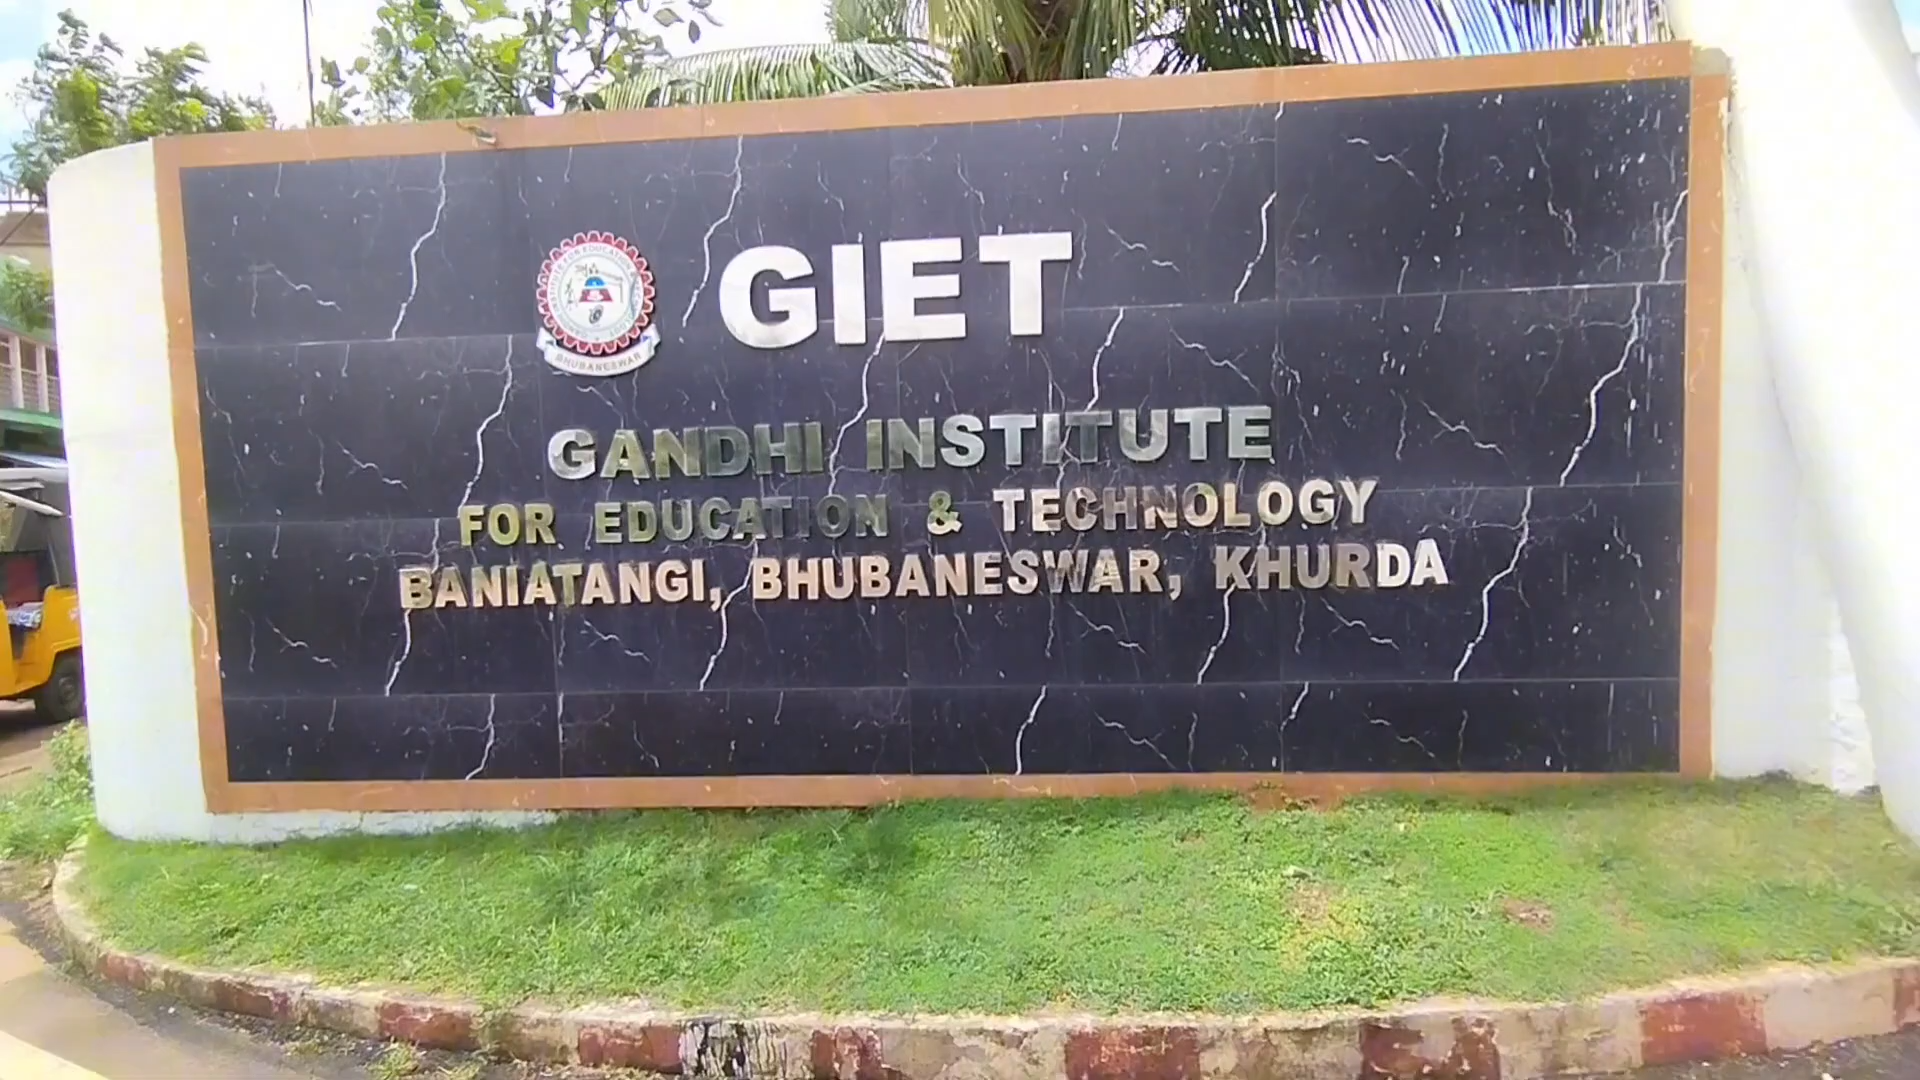 GIET
GANDHI INSTITUTE
FOR EDUCATION & TECHNOLOGY
BANIATANGI, BHUBANESWAR, KHURDA
BHUBANESWAR